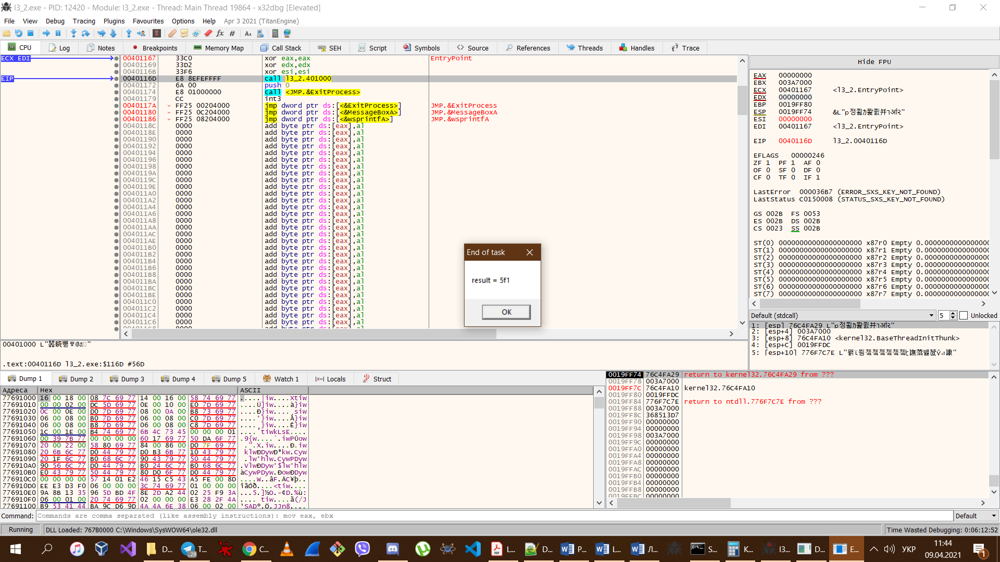 l3_2.exe - PID: 12420 - Module: l3_2.exe - Thread: Main Thread 19864 - x32dbg [Elevated]
File View Debug Tracing Plugins Favourites Options Help Apr 3 2021 (TitanEngine)
CPU Log Notes Breakpoints Memory Map Call Stack SEH Script Symbols Source References Threads Handles Trace
ECX EDI
EIP
00401167 33C0 xor eax,eax EntryPoint
00401169 33D2 xor edx,edx
0040116B 33F6 xor esi,esi
0040116D E8 8EFEFFFF call l3_2.401000
00401172 6A 00 push 0
00401174 E8 01000000 call <JMP.&ExitProcess>
00401179 CC int3
0040117A FF25 00204000 jmp dword ptr ds:[<&ExitProcess>] JMP.&ExitProcess
00401180 FF25 0C204000 jmp dword ptr ds:[<&MessageBoxA>] JMP.&MessageBoxA
00401186 FF25 08204000 jmp dword ptr ds:[<&wsprintfA>] JMP.&wsprintfA
0040118C 0000 add byte ptr ds:[eax],al
0040118E 0000 add byte ptr ds:[eax],al
00401190 0000 add byte ptr ds:[eax],al
00401192 0000 add byte ptr ds:[eax],al
00401194 0000 add byte ptr ds:[eax],al
00401196 0000 add byte ptr ds:[eax],al
00401198 0000 add byte ptr ds:[eax],al
0040119A 0000 add byte ptr ds:[eax],al
0040119C 0000 add byte ptr ds:[eax],al
0040119E 0000 add byte ptr ds:[eax],al
004011A0 0000 add byte ptr ds:[eax],al
004011A2 0000 add byte ptr ds:[eax],al
004011A4 0000 add byte ptr ds:[eax],al
004011A6 0000 add byte ptr ds:[eax],al
004011A8 0000 add byte ptr ds:[eax],al
004011AA 0000 add byte ptr ds:[eax],al
004011AC 0000 add byte ptr ds:[eax],al
004011AE 0000 add byte ptr ds:[eax],al
004011B0 0000 add byte ptr ds:[eax],al
004011B2 0000 add byte ptr ds:[eax],al
004011B4 0000 add byte ptr ds:[eax],al
004011B6 0000 add byte ptr ds:[eax],al
004011B8 0000 add byte ptr ds:[eax],al
004011BA 0000 add byte ptr ds:[eax],al
004011BC 0000 add byte ptr ds:[eax],al
004011BE 0000 add byte ptr ds:[eax],al
004011C0 0000 add byte ptr ds:[eax],al
004011C2 0000 add byte ptr ds:[eax],al
004011C4 0000 add byte ptr ds:[eax],al
004011C6 0000 add byte ptr ds:[eax],al
End of task
result = 5f1
OK
Hide FPU
EAX 00000000
EBX 003A7000
ECX 00401167 <l3_2.EntryPoint>
EDX 00000000
EBP 0019FF80
ESP 0019FF74
ESI 00000000
EDI 00401167 <l3_2.EntryPoint>
EIP 0040116D l3_2.0040116D
EFLAGS 00000246
ZF 1 PF 1 AF 0
OF 0 SF 0 DF 0
CF 0 TF 0 IF 1
LastError 000036B7 (ERROR_SXS_KEY_NOT_FOUND)
LastStatus C0150008 (STATUS_SXS_KEY_NOT_FOUND)
GS 002B FS 0053
ES 002B DS 002B
CS 0023 SS 002B
ST(0) 00000000000000000000 x87r0 Empty 0.000000000000000
ST(1) 00000000000000000000 x87r1 Empty 0.000000000000000
ST(2) 00000000000000000000 x87r2 Empty 0.000000000000000
ST(3) 00000000000000000000 x87r3 Empty 0.000000000000000
ST(4) 00000000000000000000 x87r4 Empty 0.000000000000000
ST(5) 00000000000000000000 x87r5 Empty 0.000000000000000
ST(6) 00000000000000000000 x87r6 Empty 0.000000000000000
ST(7) 00000000000000000000 x87r7 Empty 0.000000000000000
Default (stdcall) 5 Unlocked
1: [esp] 76C4FA29
2: [esp+4] 003A7000
3: [esp+8] 76C4FA10 <kernel32.BaseThreadInitThunk>
4: [esp+C] 0019FFDC
5: [esp+10] 776F7C7E
00401000
.text:0040116D l3_2.exe:$116D #56D
Dump 1 Dump 2 Dump 3 Dump 4 Dump 5 Watch 1 Locals Struct
Адреса Hex ASCII
77691000 16 00 18 00 08 7C 69 77 14 00 16 00 58 74 69 77 .....|iw....Xtiw
77691010 00 00 02 00 DC 5D 69 77 0E 00 10 00 E0 7D 69 77 ....Ü]iw....à}iw
77691020 0C 00 0E 00 D0 7D 69 77 08 00 0A 00 B8 73 69 77
77691030 06 00 08 00 B0 7D 69 77 06 00 08 00 C0 7D 69 77 ....°}iw....À}iw
77691040 06 00 08 00 B8 7D 69 77 06 00 08 00 C8 7D 69 77 ....¸}iw....È}iw
77691050 1C 00 1E 00 B4 74 69 77 6B 4C 73 45 00 00 00 01 ....´tiwkLsE....
77691060 00 39 7B 77 00 00 00 00 60 17 69 77 50 DA 6F 77 .9{w....`.iwPÚow
77691070 20 00 22 00 58 80 69 77 84 00 86 00 D0 7F 69 77
77691080 20 6B 6C 77 D0 44 79 77 D0 B3 6B 77 10 43 79 77
77691090 20 1F 6C 77 B0 68 6C 77 90 43 79 77 50 44 79 77
776910A0 90 56 6C 77 D0 44 79 77 B0 24 6C 77 B0 68 6C 77 .VlwÐDyw°$lw°hlw
776910B0 E0 43 79 77 50 44 79 77 80 D0 6F 77 D0 44 79 77 àCywPDyw.ÐowÐDyw
776910C0 00 00 00 00 57 14 01 E2 46 15 C5 43 A5 FE 00 8D ....W..âF.ÅC¥þ..
776910D0 EE E3 D3 F0 06 00 00 00 3C 74 69 77 01 00 00 00 îãÓð....<tiw....
776910E0 9A 8B 13 35 96 5D BD 4F 8E 2D A2 44 02 25 F9 3A ...5.]½O.-¢D.%ù:
776910F0 06 00 01 00 20 74 69 77 02 00 00 00 E3 28 2F 4A .... tiw....ã(/J
77691100 B9 53 41 44 BA 9C D6 9D 4A 4A 6E 38 06 00 02 00 ¹SADº.Ö.JJn8....
0019FF74 76C4FA29 return to kernel32.76C4FA29 from ???
0019FF78 003A7000
0019FF7C 76C4FA10 kernel32.76C4FA10
0019FF80 0019FFDC
0019FF84 776F7C7E return to ntdll.776F7C7E from ???
0019FF88 003A7000
0019FF8C 368513D7
0019FF90 00000000
0019FF94 00000000
0019FF98 003A7000
0019FF9C 00000000
0019FFA0 00000000
0019FFA4 00000000
0019FFA8 00000000
0019FFAC 00000000
0019FFB0 00000000
0019FFB4 00000000
0019FFB8 00000000
0019FFBC 00000000
Command: Commands are comma separated (like assembly instructions): mov eax, ebx Default
Running DLL Loaded: 767B0000 C:\Windows\SysWOW64\ole32.dll Time Wasted Debugging: 0:06:12:52
D... T... 28 C... L... D... P... L... Л... S... K... l3... D... E... УКР 11:44
09.04.2021 1